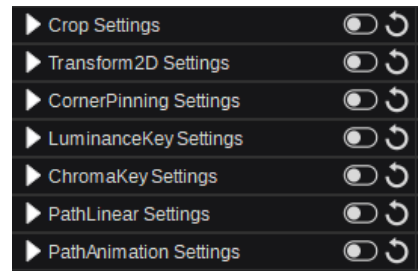 Crop Settings
Transform2D Settings
CornerPinning Settings
LuminanceKey Settings
ChromaKey Settings
PathLinear Settings
PathAnimation Settings